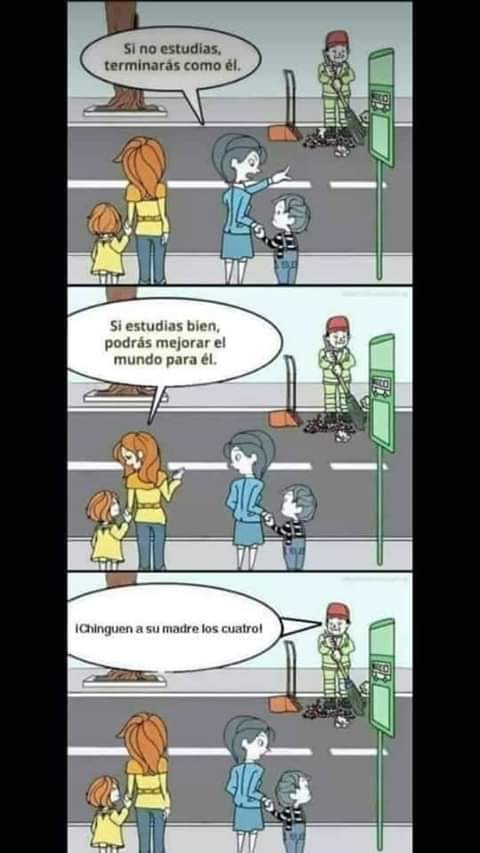 Si no estudias,
terminarás como él.
Si estudias bien,
podrás mejorar el
mundo para él.
¡Chinguen a su madre los cuatro!